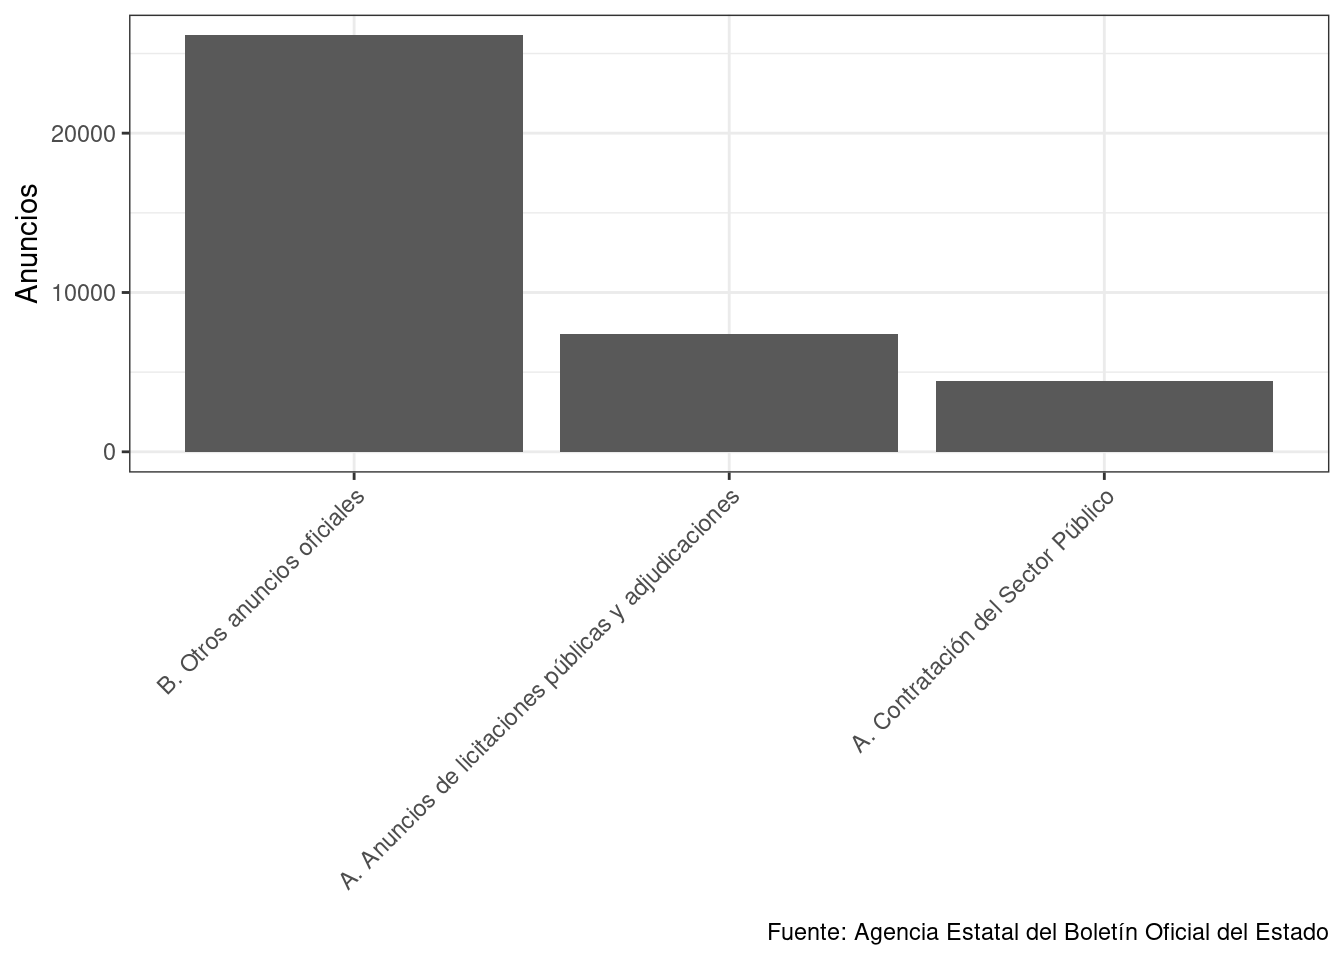 Anuncios
20000
10000
0
B. Otros anuncios oficiales
A. Anuncios de licitaciones públicas y adjudicaciones
A. Contratación del Sector Público
Fuente: Agencia Estatal del Boletín Oficial del Estado